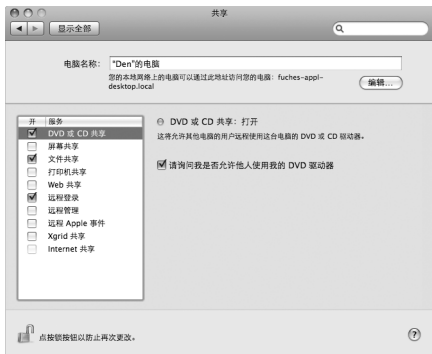 共享
显示全部
电脑名称：
“Den”的电脑
您的本地网络上的电脑可以通过此地址访问您的电脑：fuches-appl-
desktop.local
编辑...
开 服务
DVD 或 CD 共享
屏幕共享
文件共享
打印机共享
Web 共享
远程登录
远程管理
远程 Apple 事件
Xgrid 共享
Internet 共享
DVD 或 CD 共享：打开
这将允许其他电脑的用户远程使用这台电脑的 DVD 或 CD 驱动器。
请询问我是否允许他人使用我的 DVD 驱动器
点按锁按钮以防止再次更改。
?